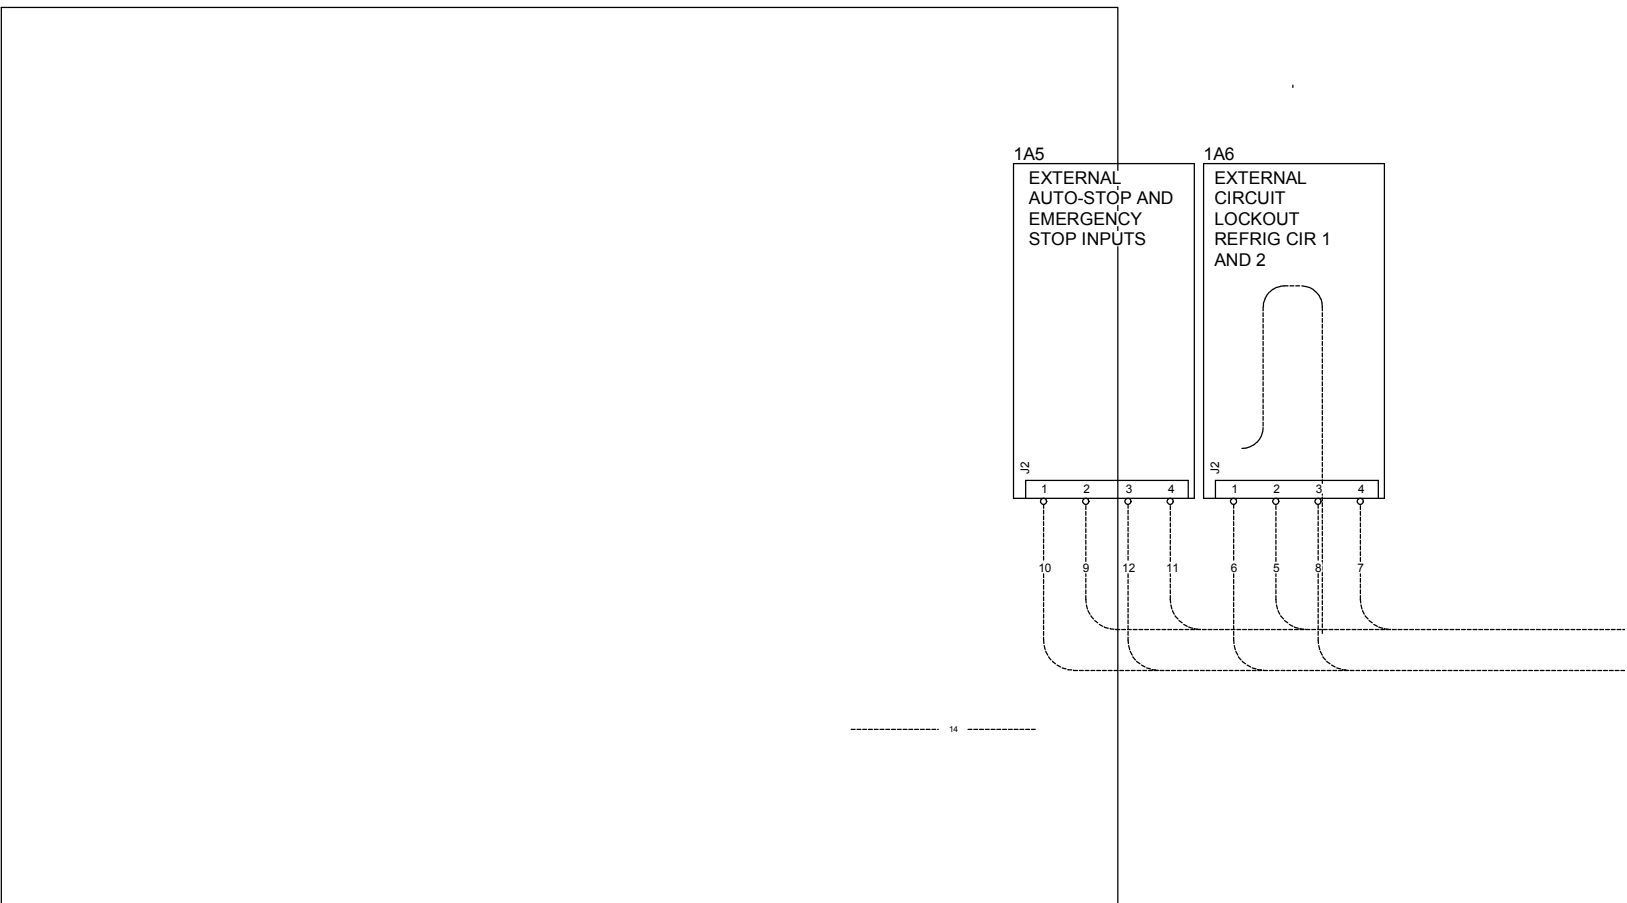 1A5
EXTERNAL
AUTO-STOP AND
EMERGENCY
STOP INPUTS
J2
1 2 3 4
10 9 12 11
1A6
EXTERNAL
CIRCUIT
LOCKOUT
REFRIG CIR 1
AND 2
J2
1 2 3 4
6 5 8 7
14